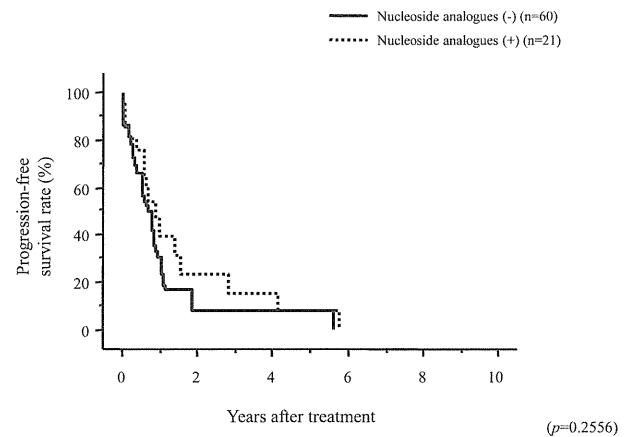 Nucleoside analogues (-) (n=60)
Nucleoside analogues (+) (n=21)
Progression-free
survival rate (%)
100
80
60
40
20
0
0 2 4 6 8 10
Years after treatment
(p=0.2556)